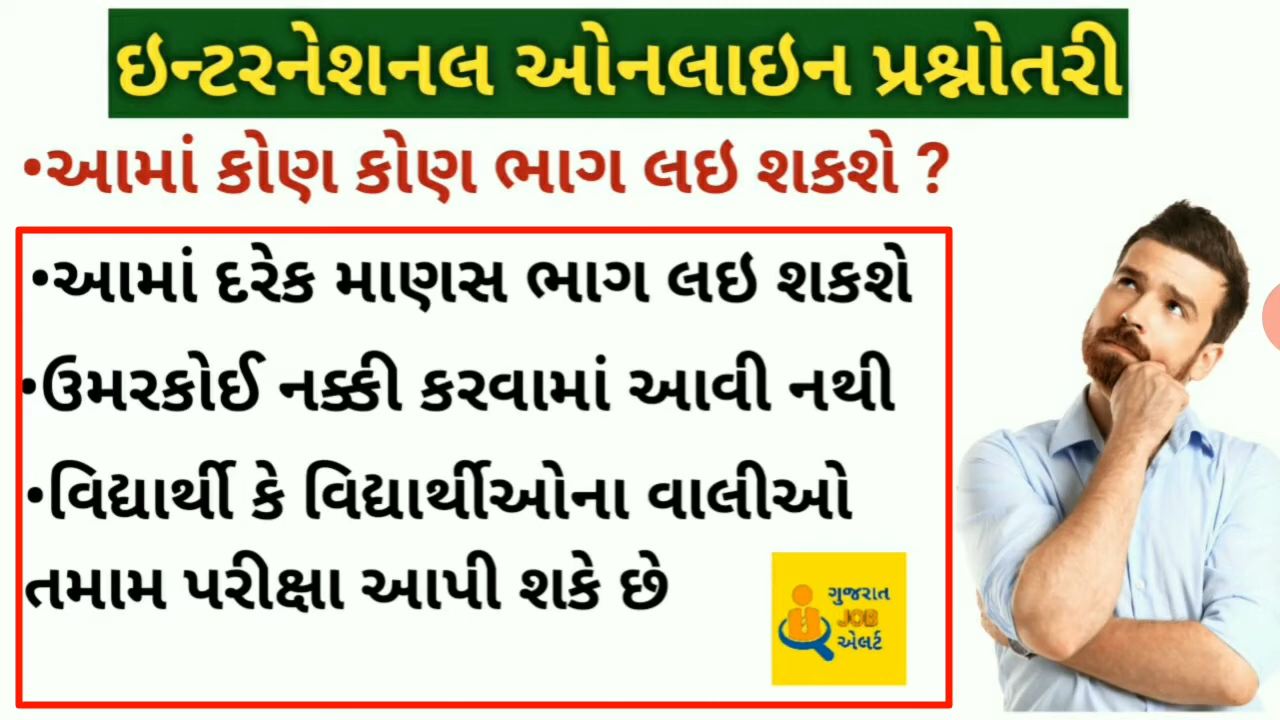 ઇન્ટરનેશનલ ઓનલાઇન પ્રશ્નોતરી
•આમાં કોણ કોણ ભાગ લઇ શકશે ?
•આમાં દરેક માણસ ભાગ લઇ શકશે
•ઉમરકોઈ નક્કી કરવામાં આવી નથી
•વિદ્યાર્થી કે વિદ્યાર્થીઓના વાલીઓ
તમામ પરીક્ષા આપી શકે છે
ગુજરાત
JOB
એલર્ટ